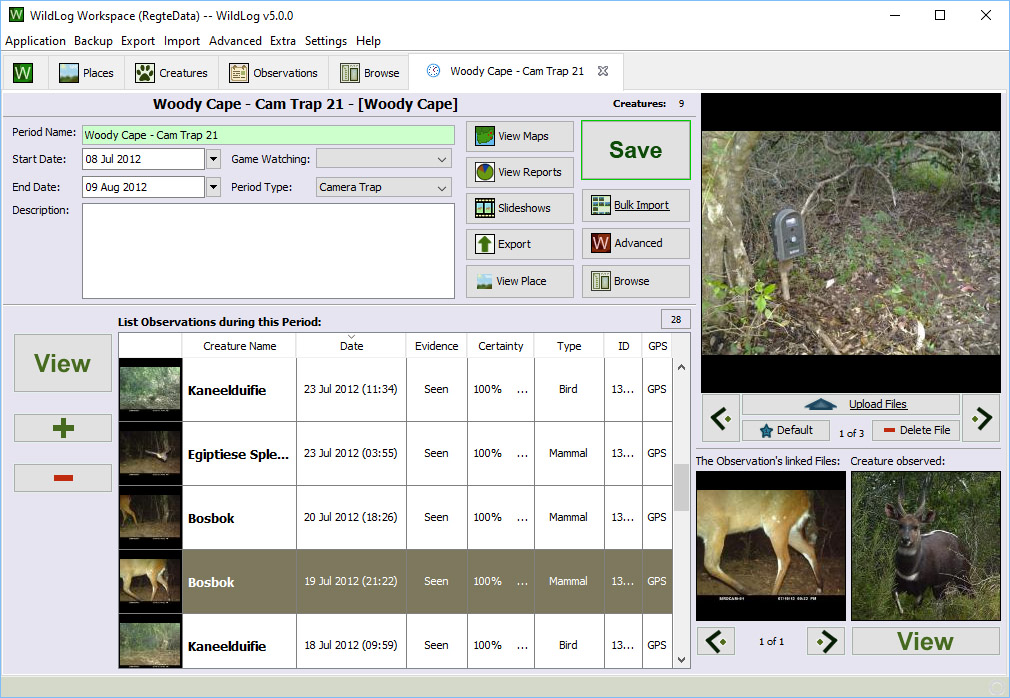 WildLog Workspace (RegteData) -- WildLog v5.0.0
Application Backup Export Import Advanced Extra Settings Help
W Places Creatures Observations Browse Woody Cape - Cam Trap 21
Woody Cape - Cam Trap 21 - [Woody Cape]
Creatures: 9
Period Name: Woody Cape - Cam Trap 21
Start Date: 08 Jul 2012 Game Watching:
End Date: 09 Aug 2012 Period Type: Camera Trap
Description:
View Maps
View Reports
Slideshows
Export
View Place
Save
Bulk Import
Advanced
Browse
List Observations during this Period:
28
View
Creature Name Date Evidence Certainty Type ID GPS
Kaneelduifie 23 Jul 2012 (11:34) Seen 100% ... Bird 13... GPS
Egiptiese Sple... 23 Jul 2012 (03:55) Seen 100% ... Mammal 13... GPS
Bosbok 20 Jul 2012 (18:26) Seen 100% ... Mammal 13... GPS
Bosbok 19 Jul 2012 (21:22) Seen 100% ... Mammal 13... GPS
Kaneelduifie 18 Jul 2012 (09:59) Seen 100% ... Bird 13... GPS
Upload Files
Default 1 of 3 Delete File
The Observation's linked Files: Creature observed:
1 of 1
View